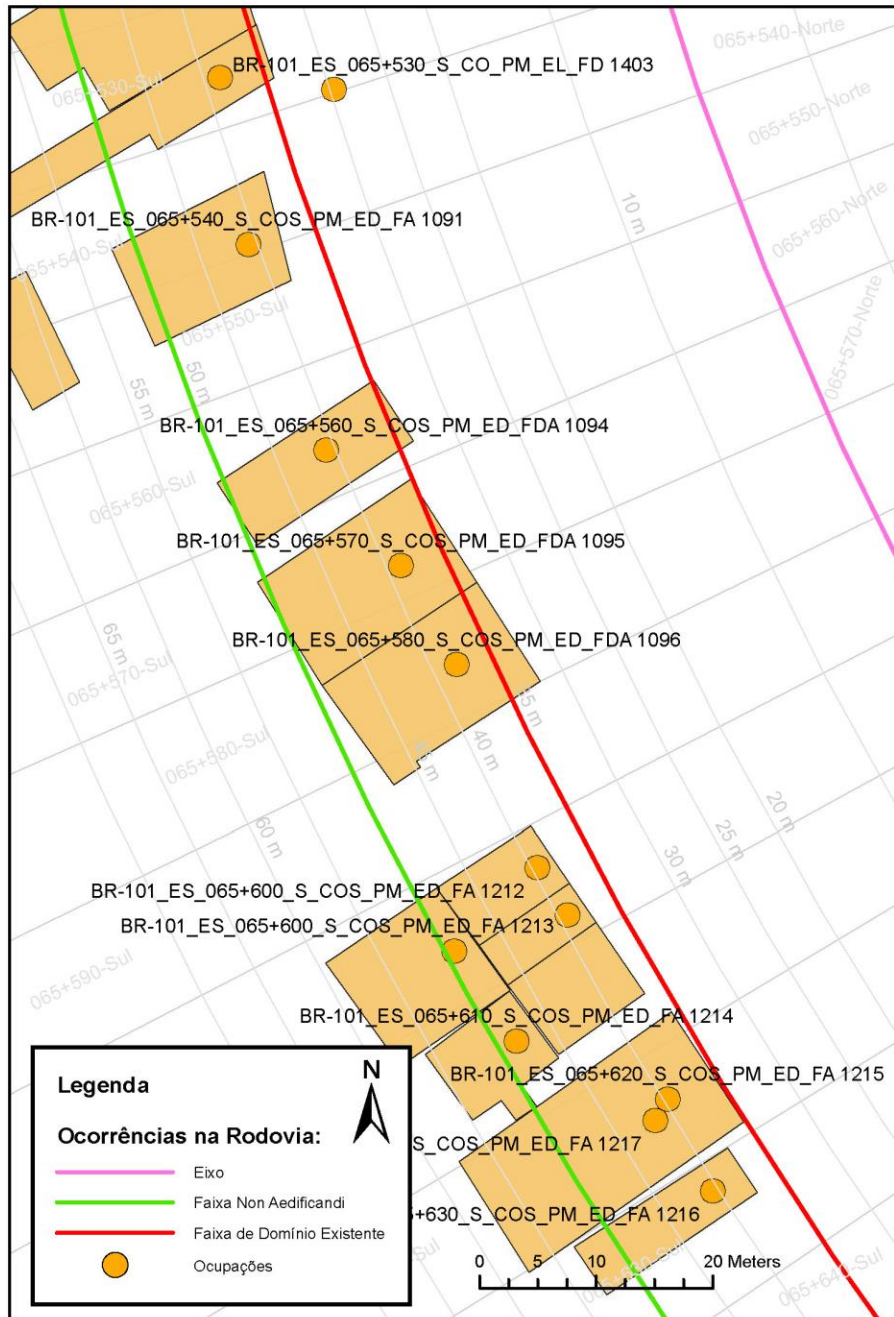 065+540-Norte
BR-101_ES_065+530_S_CO_PM_EL_FD 1403
065+530-Sul
065+550-Norte
10 m
BR-101_ES_065+540_S_COS_PM_ED_FA 1091
065+560-Norte
065+540-Sul
065+550-Sul
065+570-Norte
50 m
55 m
BR-101_ES_065+560_S_COS_PM_ED_FDA 1094
065+560-Sul
BR-101_ES_065+570_S_COS_PM_ED_FDA 1095
65 m
BR-101_ES_065+580_S_COS_PM_ED_FDA 1096
065+570-Sul
40 m
065+580-Sul
20 m
60 m
25 m
30 m
BR-101_ES_065+600_S_COS_PM_ED_FA 1212
BR-101_ES_065+600_S_COS_PM_ED_FA 1213
065+590-Sul
BR-101_ES_065+610_S_COS_PM_ED_FA 1214
BR-101_ES_065+620_S_COS_PM_ED_FA 1215
S_COS_PM_ED_FA 1217
+630_S_COS_PM_ED_FA 1216
065+630-Sul
065+640-Sul
Legenda
N
Ocorrências na Rodovia:
Eixo
Faixa Non Aedificandi
Faixa de Domínio Existente
Ocupações
0 5 10 20 Meters